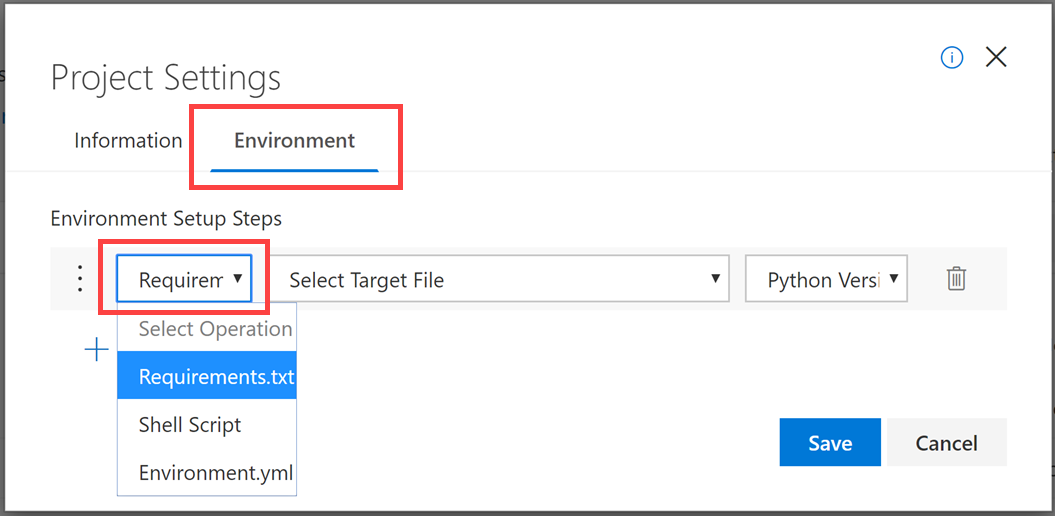 Project Settings
Information Environment
Environment Setup Steps
Requirem Select Target File Python Versi
Select Operation
Requirements.txt
Shell Script
Environment.yml
Save Cancel